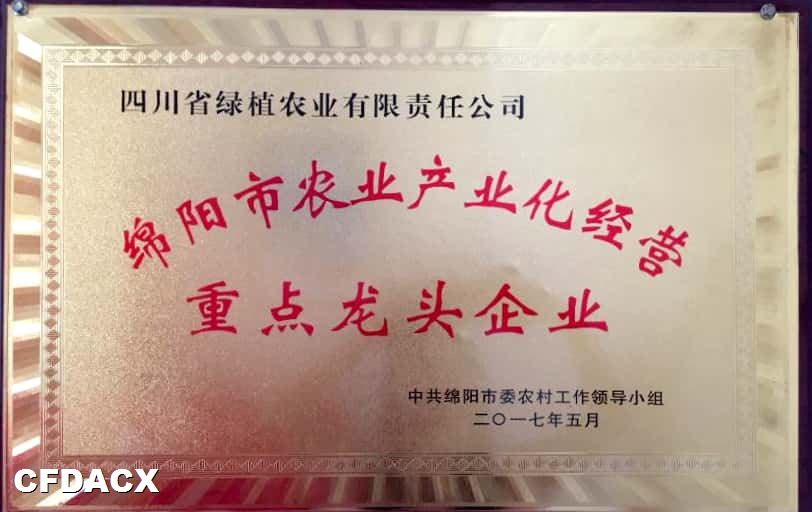 四川省绿植农业有限责任公司
绵阳市农业产业化经营
重点龙头企业
中共绵阳市委农村工作领导小组
二〇一七年五月
CFDACX